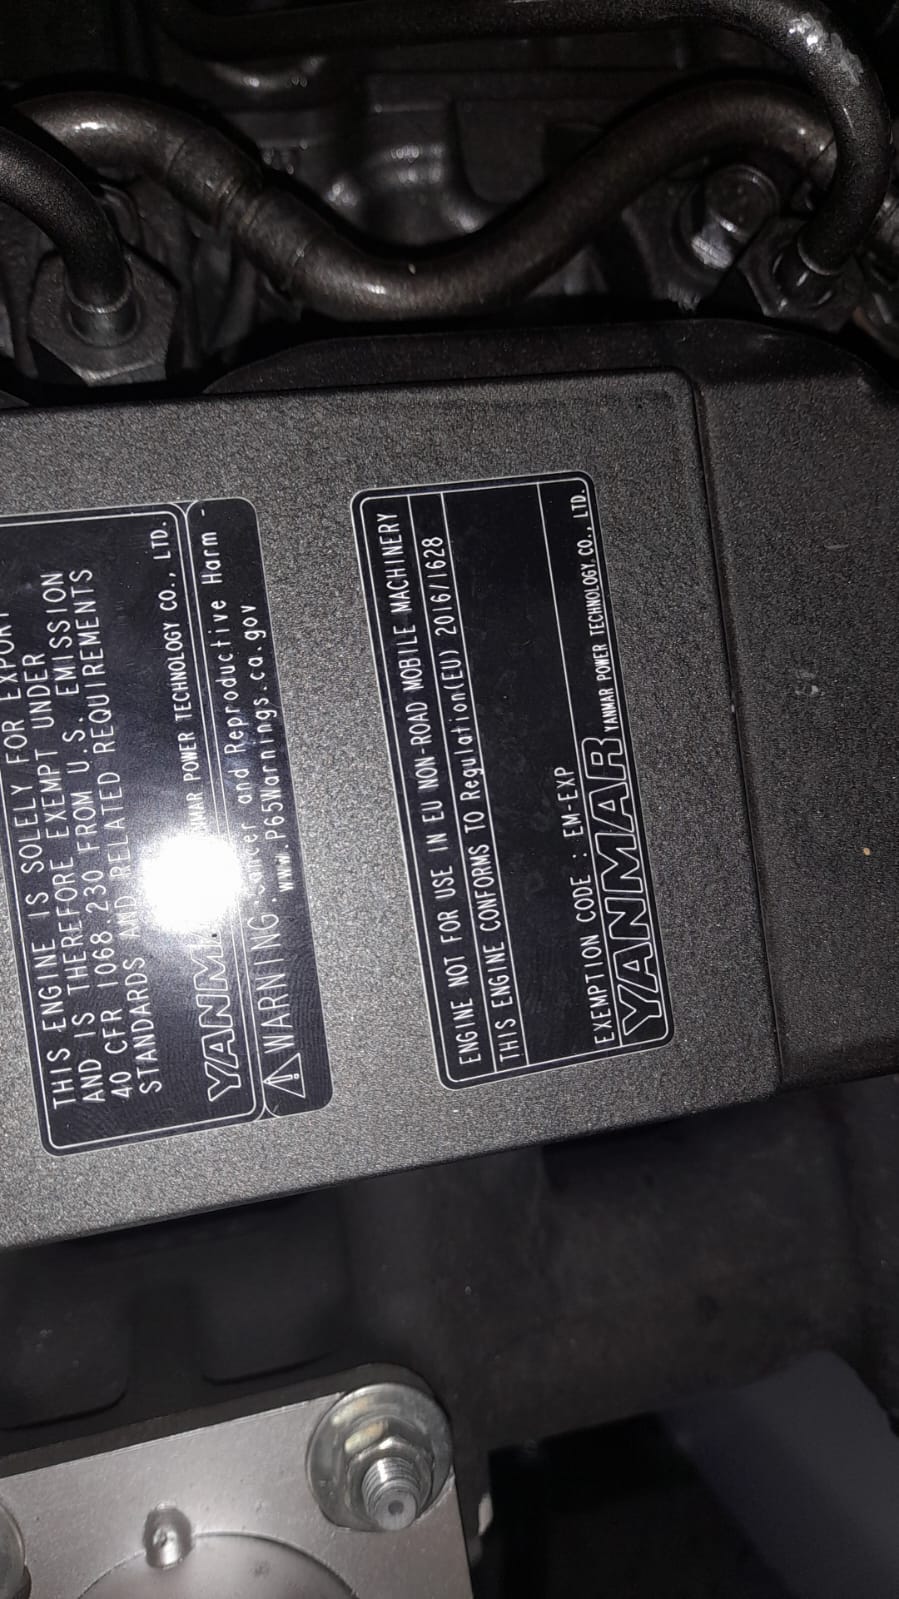 THIS ENGINE IS SOLELY FOR EXPORT
AND IS THEREFORE EXEMPT UNDER
40 CFR 1068.230 FROM U.S. EMISSION
STANDARDS AND RELATED REQUIREMENTS
YANMAR YANMAR POWER TECHNOLOGY CO., LTD.
WARNING Cancer and Reproductive Harm -
www.P65Warnings.ca.gov
ENGINE NOT FOR USE IN EU NON-ROAD MOBILE MACHINERY
THIS ENGINE CONFORMS TO Regulation(EU) 2016/1628
EXEMPTION CODE : EM-EXP
YANMAR YANMAR POWER TECHNOLOGY CO., LTD.